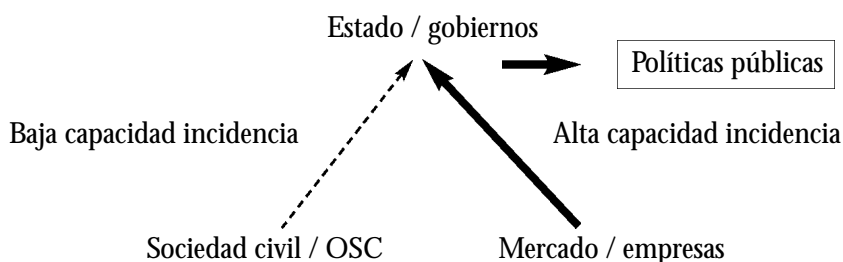 Estado / gobiernos
Políticas públicas
Baja capacidad incidencia
Alta capacidad incidencia
Sociedad civil / OSC
Mercado / empresas